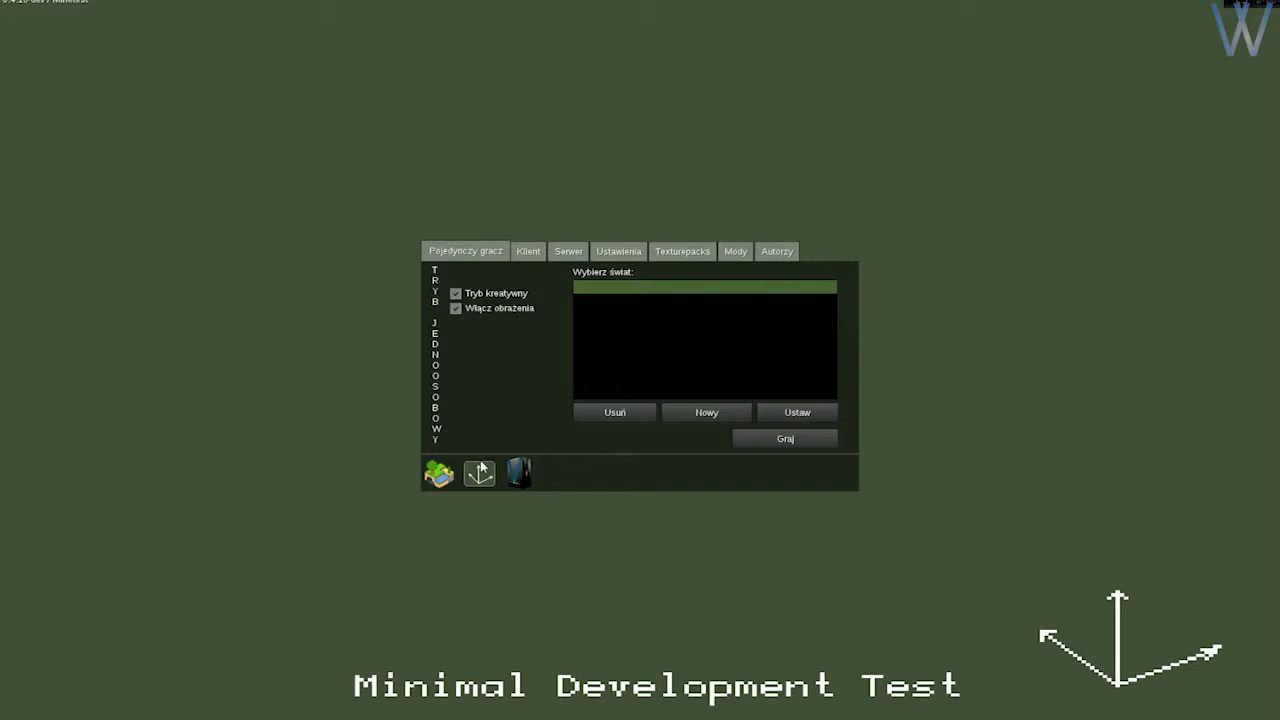 Pojedynczy gracz Klient Serwer Ustawienia Texturepacks Mody Autorzy
TRYB JEDNOOSOBOWY
Tryb kreatywny
Włącz obrażenia
Wybierz świat:
Usuń Nowy Ustaw
Graj
Minimal Development Test